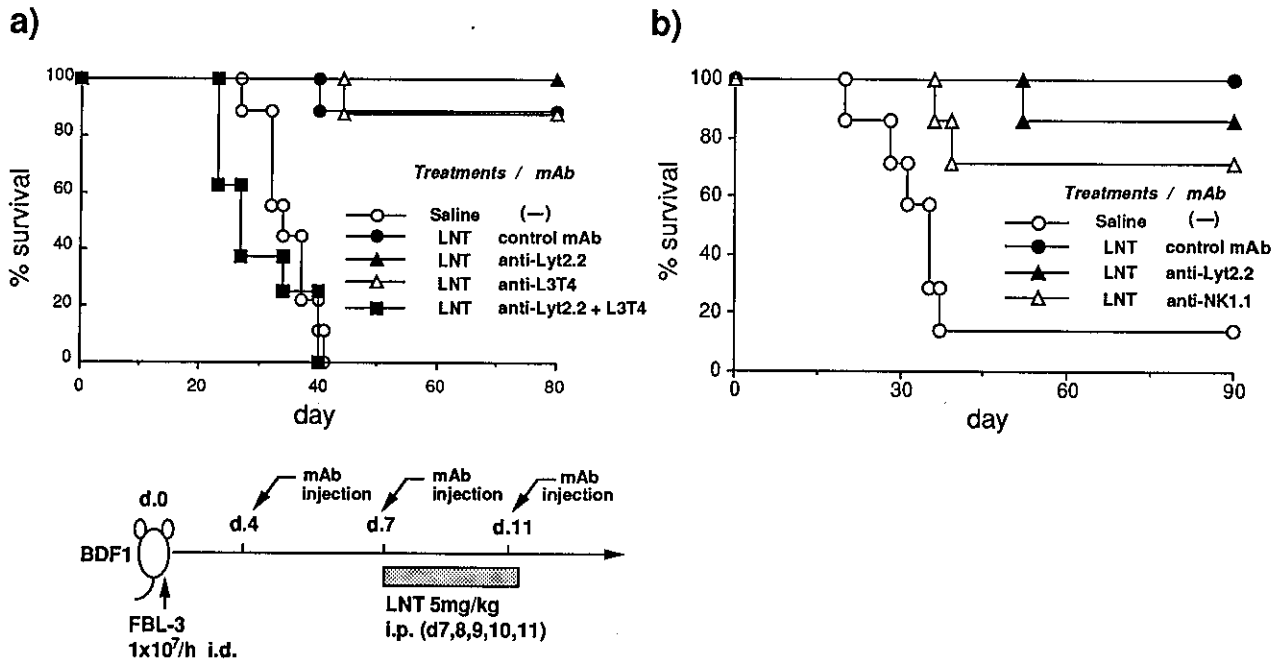 a)
% survival
100
80
60
40
20
0
0
20
40
60
80
day
Treatments / mAb
Saline (—)
LNT control mAb
LNT anti-Lyt2.2
LNT anti-L3T4
LNT anti-Lyt2.2 + L3T4
b)
% survival
100
80
60
40
20
0
0
30
60
90
day
Treatments / mAb
Saline (—)
LNT control mAb
LNT anti-Lyt2.2
LNT anti-NK1.1
d.0
BDF1
FBL-3
1x10⁷/h i.d.
mAb
injection
d.4
mAb
injection
d.7
mAb
injection
d.11
LNT 5mg/kg
i.p. (d7,8,9,10,11)